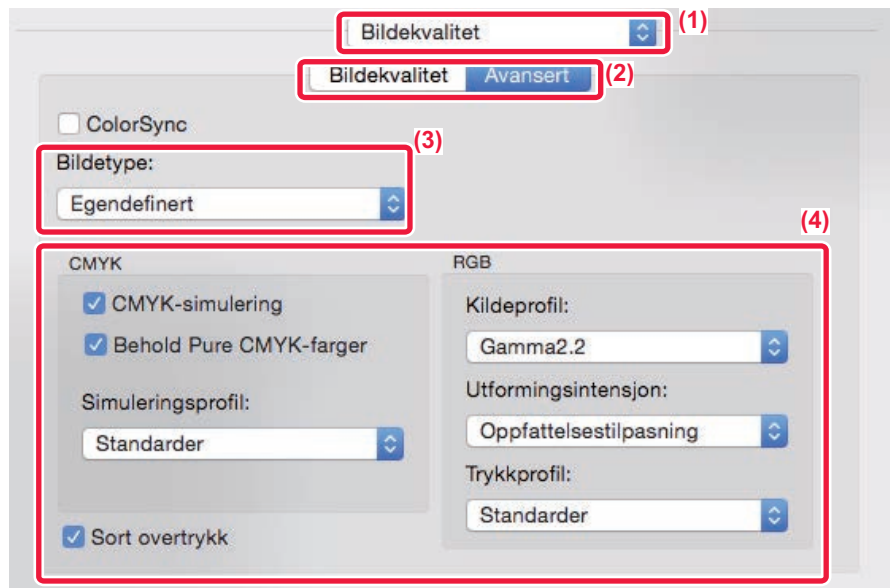 Bildekvalitet
(1)
Bildekvalitet Avansert
(2)
ColorSync
(3)
Bildetype:
Egendefinert
(4)
CMYK
CMYK-simulering
Behold Pure CMYK-farger
Simuleringsprofil:
Standarder
Sort overtrykk
RGB
Kildeprofil:
Gamma2.2
Utformingsintensjon:
Oppfattelsestilpasning
Trykkprofil:
Standarder